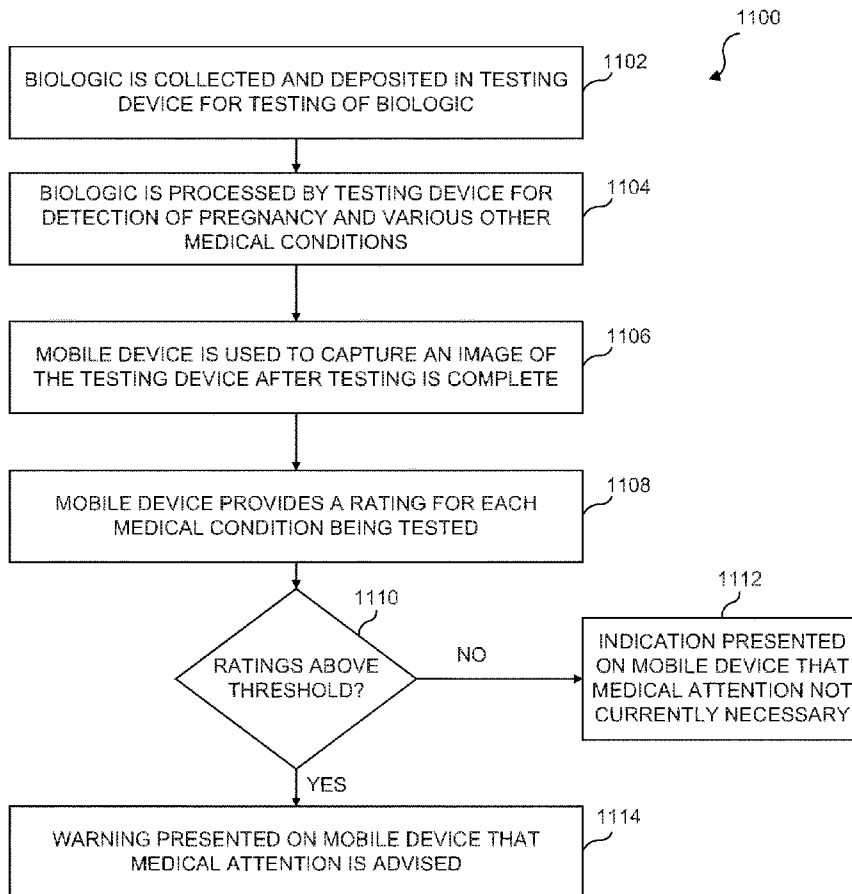 1100
BIOLOGIC IS COLLECTED AND DEPOSITED IN TESTING
DEVICE FOR TESTING OF BIOLOGIC
1102
BIOLOGIC IS PROCESSED BY TESTING DEVICE FOR
DETECTION OF PREGNANCY AND VARIOUS OTHER
MEDICAL CONDITIONS
1104
MOBILE DEVICE IS USED TO CAPTURE AN IMAGE OF
THE TESTING DEVICE AFTER TESTING IS COMPLETE
1106
MOBILE DEVICE PROVIDES A RATING FOR EACH
MEDICAL CONDITION BEING TESTED
1108
1110
RATINGS ABOVE
THRESHOLD?
NO
1112
INDICATION PRESENTED
ON MOBILE DEVICE THAT
MEDICAL ATTENTION NOT
CURRENTLY NECESSARY
YES
WARNING PRESENTED ON MOBILE DEVICE THAT
MEDICAL ATTENTION IS ADVISED
1114